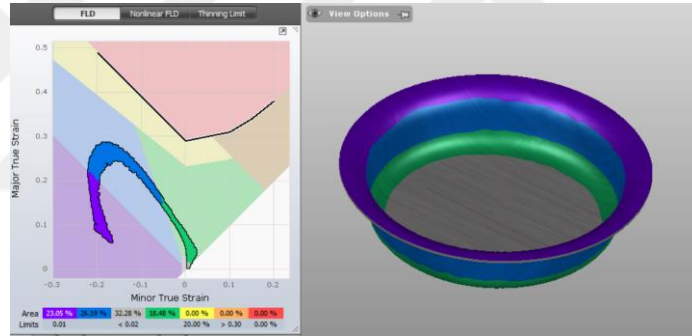 FLD Nonlinear FLD Thinning Limit
View Options
0.5
0.4
0.3
0.2
0.1
0
Major True Strain
-0.3 -0.2 -0.1 0 0.1 0.2
Minor True Strain
Area 23.05 % 26.19 % 32.28 % 18.48 % 0.00 % 0.00 % 0.00 %
Limits 0.01 < 0.02 20.00 % > 0.30 0.00 %